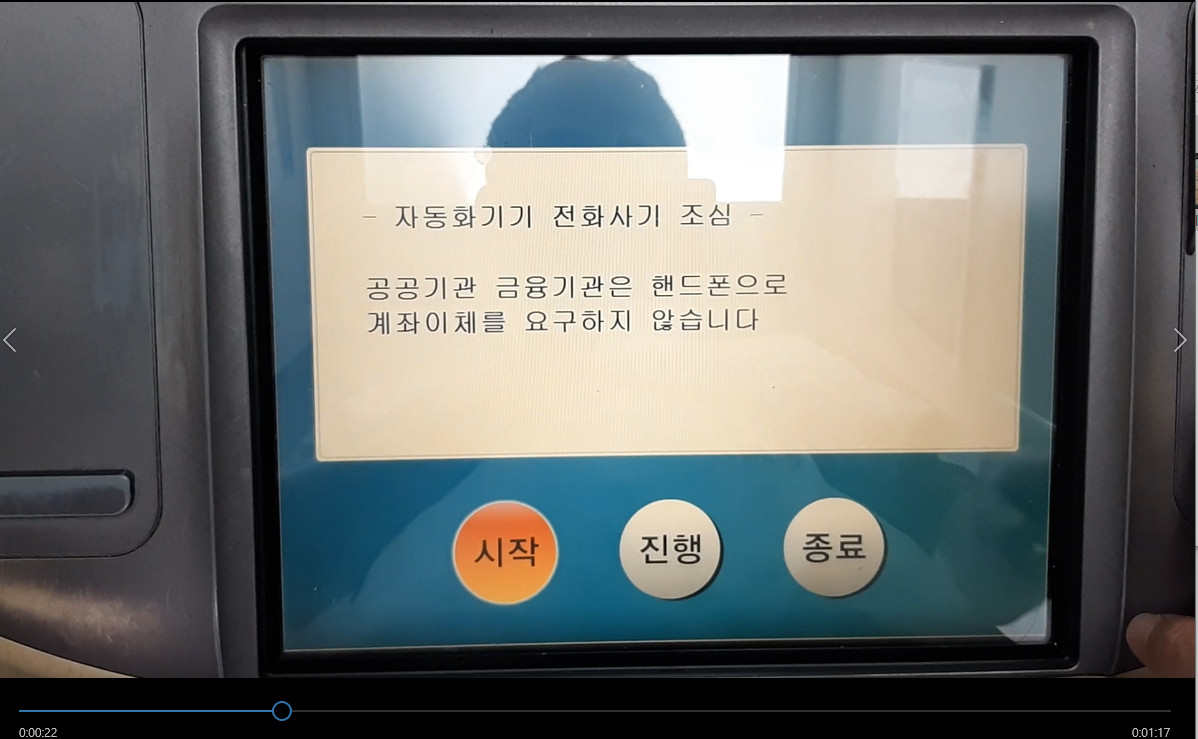 - 자동화기기 전화사기 조심 -
공공기관 금융기관은 핸드폰으로
계좌이체를 요구하지 않습니다
시작 진행 종료
0:00:22 0:01:17